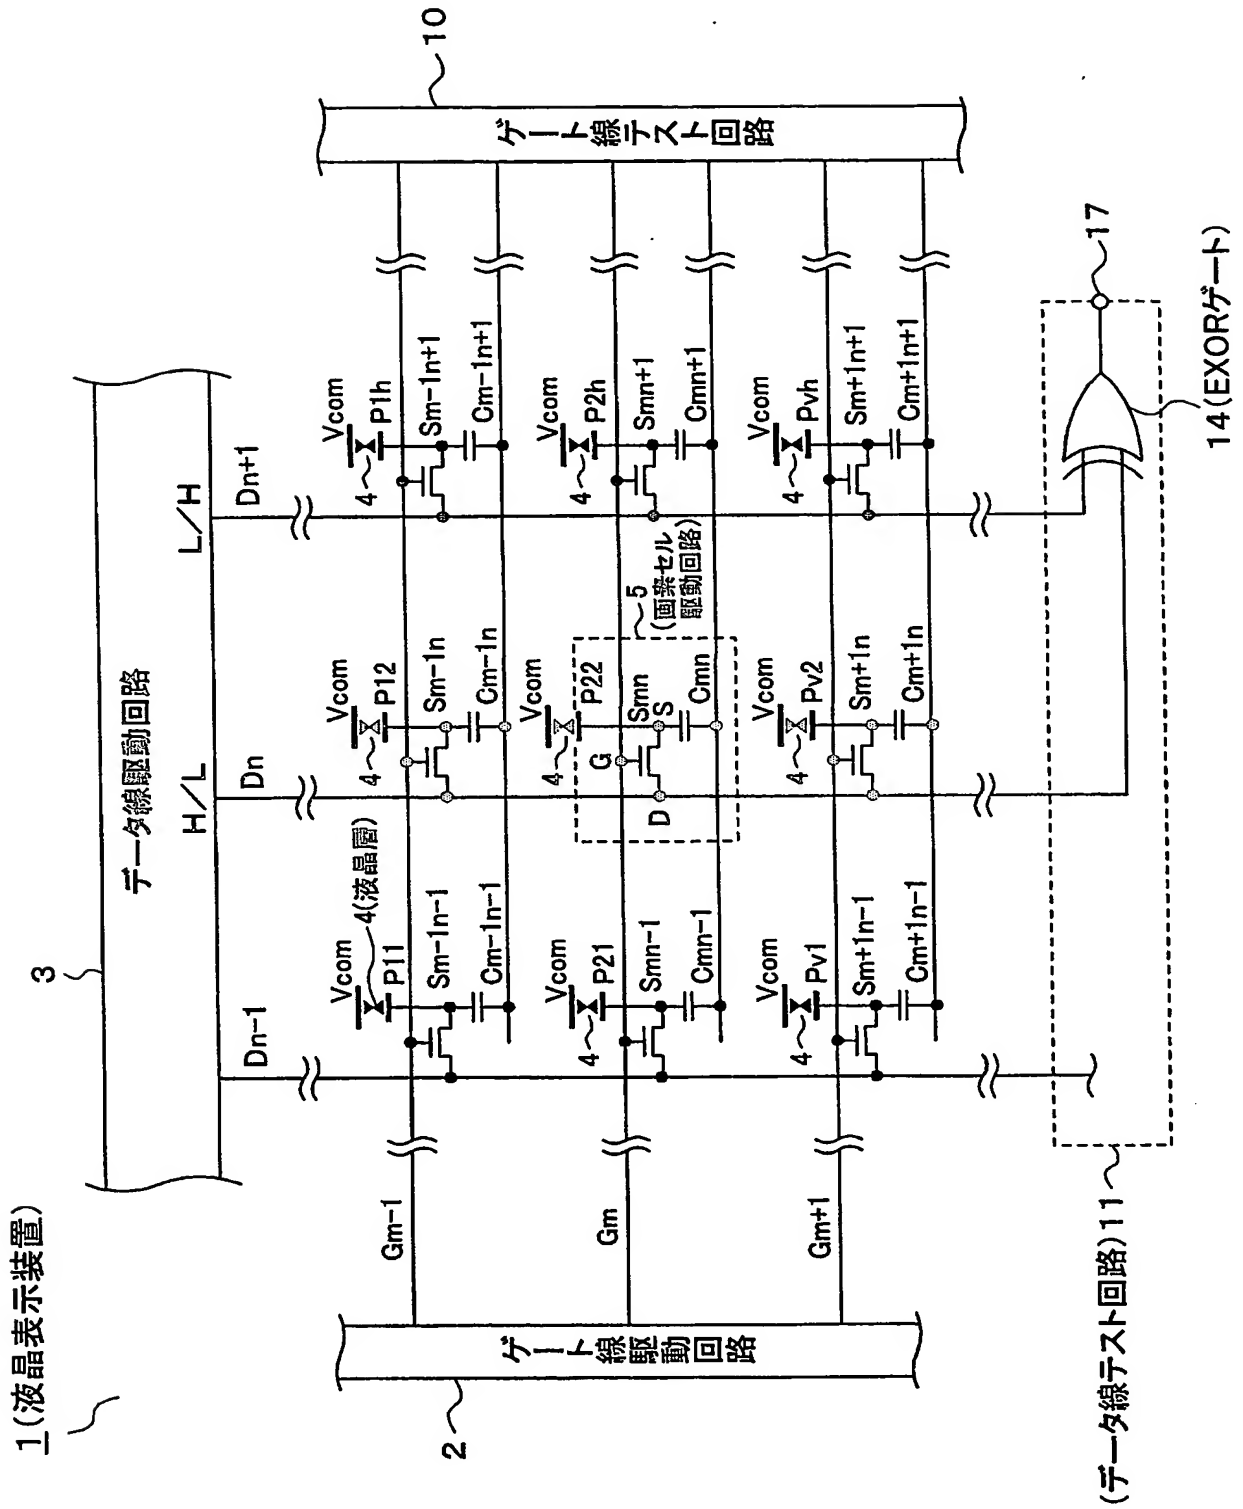 1(液晶表示装置)
3
データ線駆動回路
H/L
L/H
Dn-1
Dn
Dn+1
2
ゲート線駆動回路
10
ゲート線テスト回路
Gm-1
Vcom
P11
4(液晶層)
Sm-1n-1
Cm-1n-1
Vcom
4
P12
Sm-1n
Cm-1n
Vcom
4
P1h
Sm-1n+1
Cm-1n+1
Gm
Vcom
4
P21
Smn-1
Cmn-1
Vcom
4
P22
G
D
Smn
S
Cmn
5
(画素セル
駆動回路)
Vcom
4
P2h
Smn+1
Cmn+1
Gm+1
Vcom
4
Pv1
Sm+1n-1
Cm+1n-1
Vcom
4
Pv2
Sm+1n
Cm+1n
Vcom
4
Pvh
Sm+1n+1
Cm+1n+1
(データ線テスト回路)11
17
14(EXORゲート)